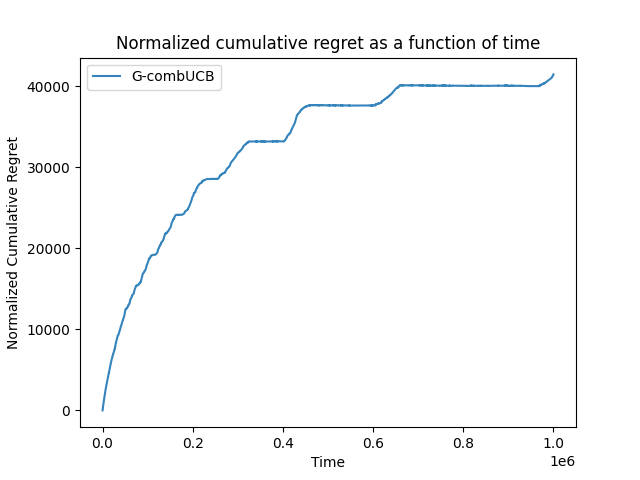 Normalized cumulative regret as a function of time
G-combUCB
Normalized Cumulative Regret
40000
30000
20000
10000
0
0.0 0.2 0.4 0.6 0.8 1.0
1e6
Time